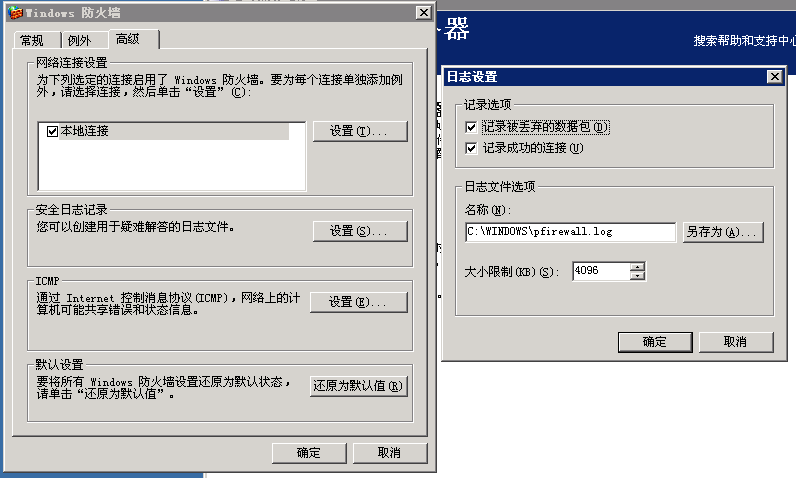 Windows 防火墙
常规
例外
高级
网络连接设置
为下列选定的连接启用了 Windows 防火墙。要为每个连接单独添加例
外，请选择连接，然后单击“设置”(C):
本地连接
设置(T)...
安全日志记录
您可以创建用于疑难解答的日志文件。
设置(S)...
ICMP
通过 Internet 控制消息协议(ICMP)，网络上的计
算机可能共享错误和状态信息。
设置(E)...
默认设置
要将所有 Windows 防火墙设置还原为默认状态，
请单击“还原为默认值”。
还原为默认值(R)
确定
取消
器
搜索帮助和支持中心
日志设置
记录选项
记录被丢弃的数据包(D)
记录成功的连接(U)
日志文件选项
名称(N):
C:\WINDOWS\pfirewall.log
另存为(A)...
大小限制(KB)(S):
4096
确定
取消